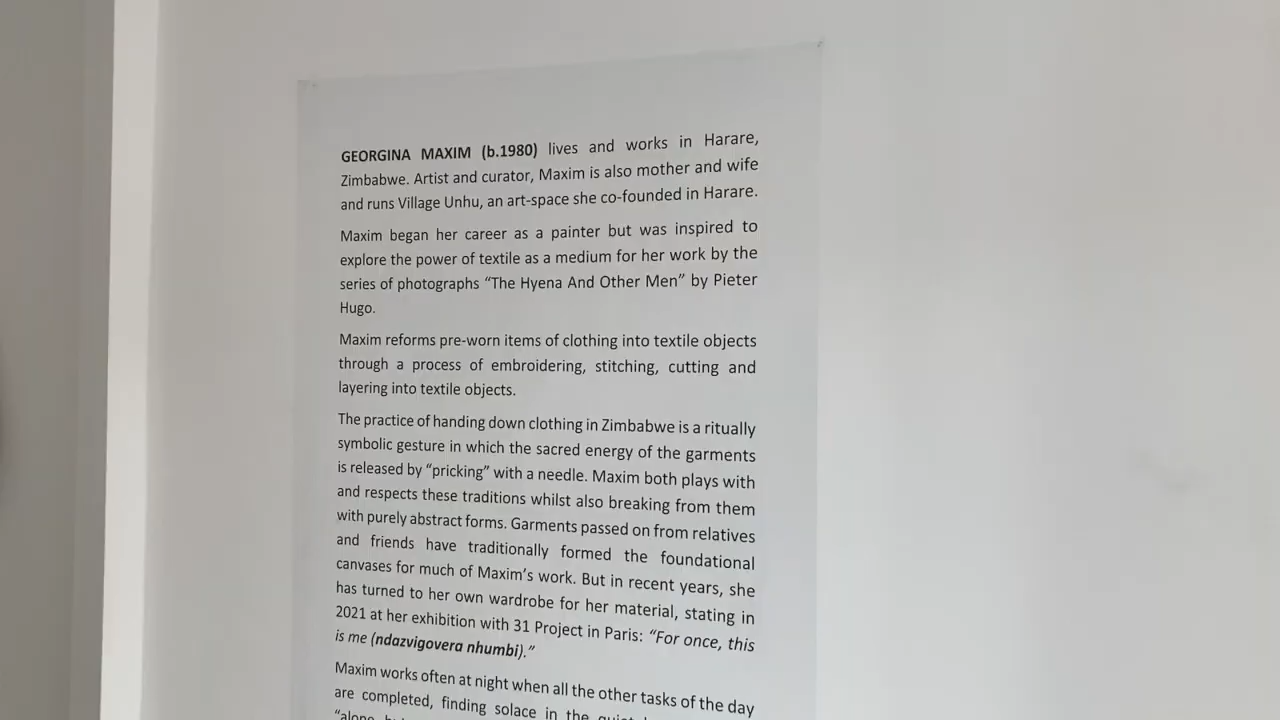 GEORGINA MAXIM (b.1980) lives and works in Harare,
Zimbabwe. Artist and curator, Maxim is also mother and wife
and runs Village Unhu, an art-space she co-founded in Harare.
Maxim began her career as a painter but was inspired to
explore the power of textile as a medium for her work by the
series of photographs “The Hyena And Other Men” by Pieter
Hugo.
Maxim reforms pre-worn items of clothing into textile objects
through a process of embroidering, stitching, cutting and
layering into textile objects.
The practice of handing down clothing in Zimbabwe is a ritually
symbolic gesture in which the sacred energy of the garments
is released by “pricking” with a needle. Maxim both plays with
and respects these traditions whilst also breaking from them
with purely abstract forms. Garments passed on from relatives
and friends have traditionally formed the foundational
canvases for much of Maxim’s work. But in recent years, she
has turned to her own wardrobe for her material, stating in
2021 at her exhibition with 31 Project in Paris: “For once, this
is me (ndazvigovera nhumbi).”
Maxim works often at night when all the other tasks of the day
are completed, finding solace in the
“alone